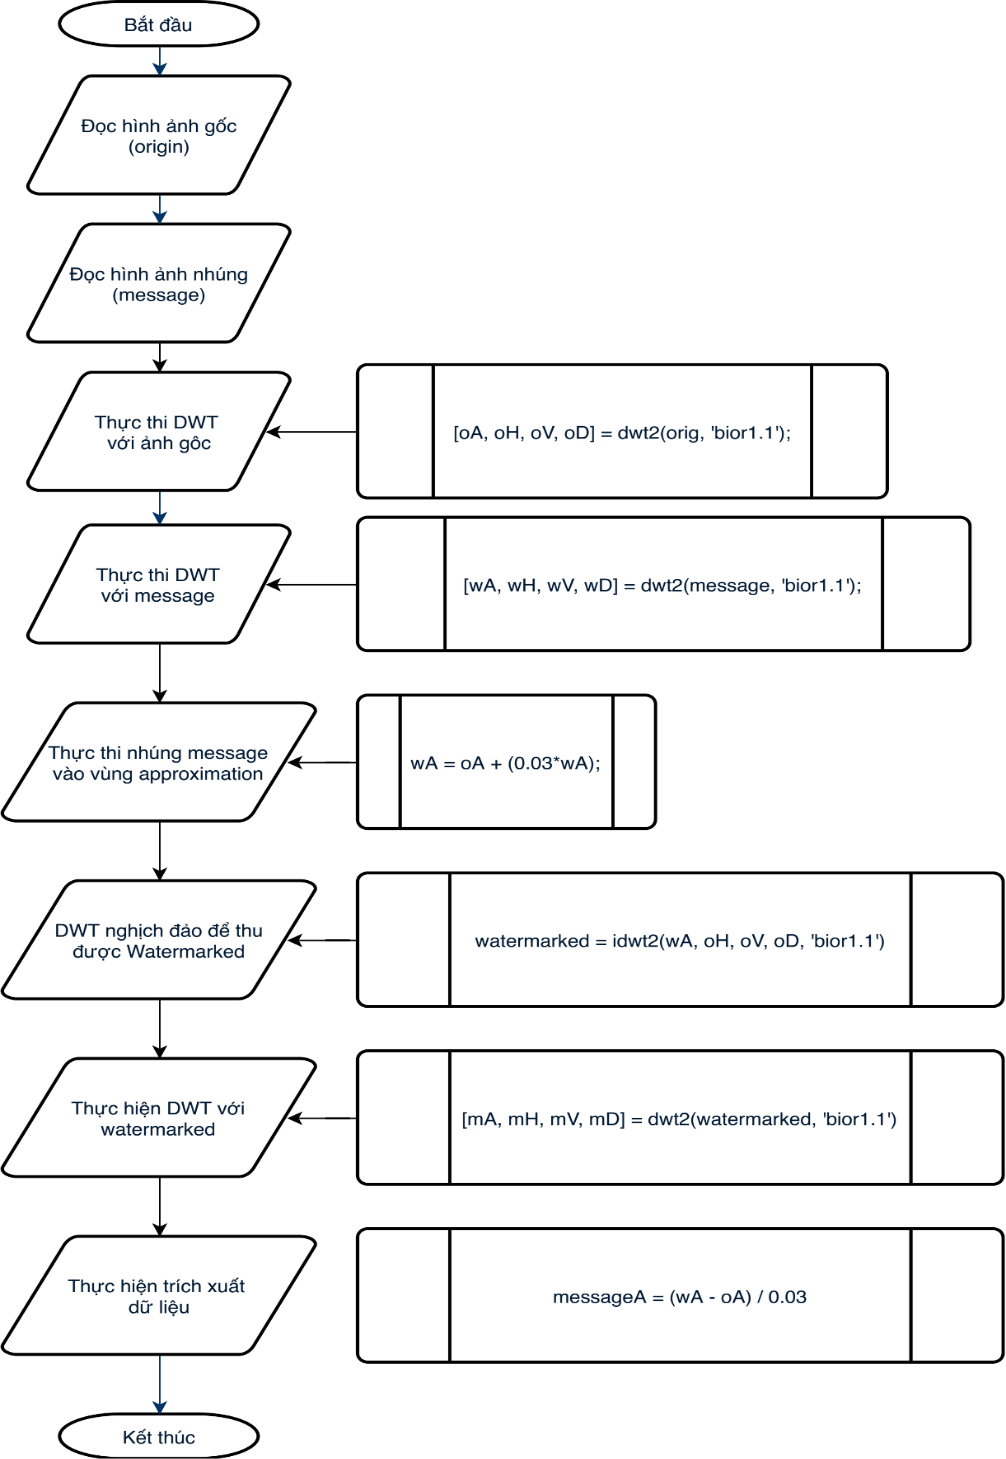 Bắt đầu
Đọc hình ảnh gốc
(origin)
Đọc hình ảnh nhúng
(message)
Thực thi DWT
với ảnh gôc
[oA, oH, oV, oD] = dwt2(orig, 'bior1.1');
Thực thi DWT
với message
[wA, wH, wV, wD] = dwt2(message, 'bior1.1');
Thực thi nhúng message
vào vùng approximation
wA = oA + (0.03*wA);
DWT nghịch đảo để thu
được Watermarked
watermarked = idwt2(wA, oH, oV, oD, 'bior1.1')
Thực hiện DWT với
watermarked
[mA, mH, mV, mD] = dwt2(watermarked, 'bior1.1')
Thực hiện trích xuất
dữ liệu
messageA = (wA - oA) / 0.03
Kết thúc